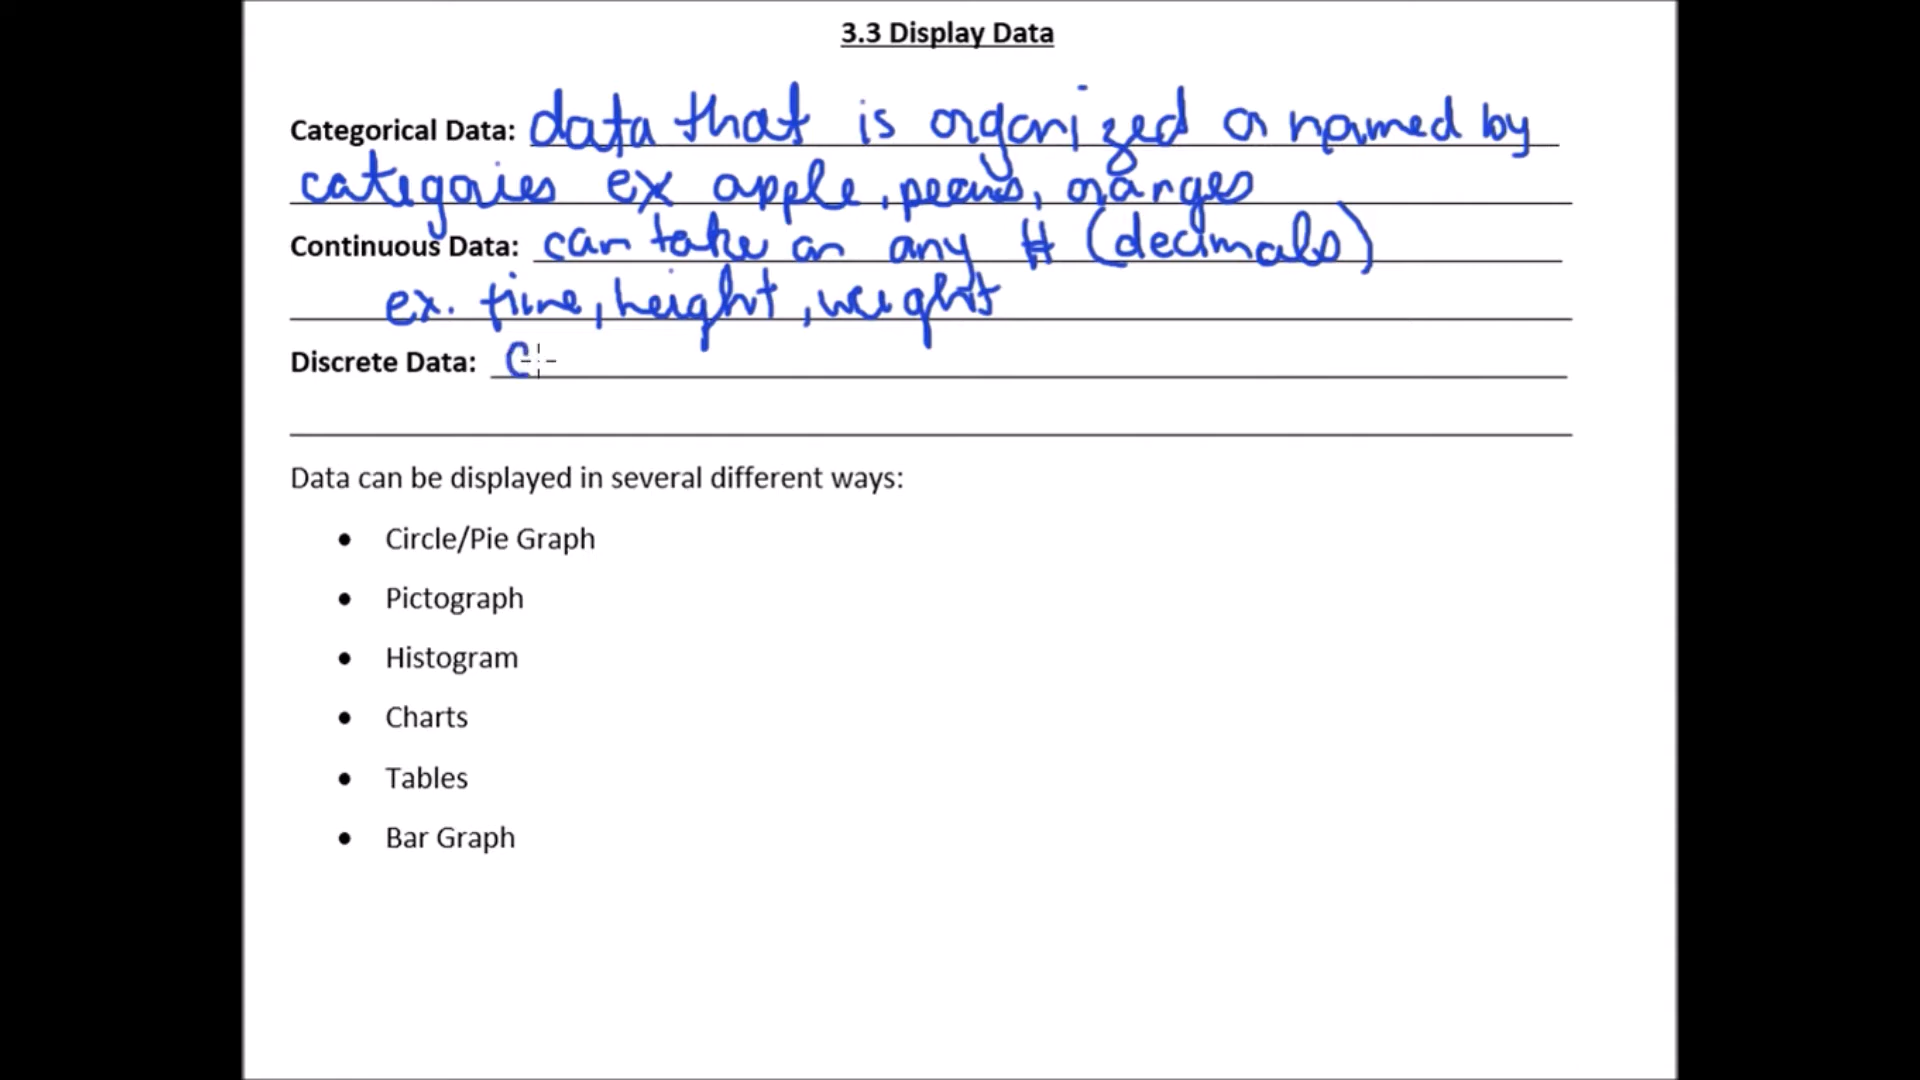 3.3 Display Data
Categorical Data: data that is organized or named by
categories ex apple, pears, oranges
Continuous Data: can take on any # (decimals)
ex. time, height, weight
Discrete Data: c
Data can be displayed in several different ways:
• Circle/Pie Graph
• Pictograph
• Histogram
• Charts
• Tables
• Bar Graph